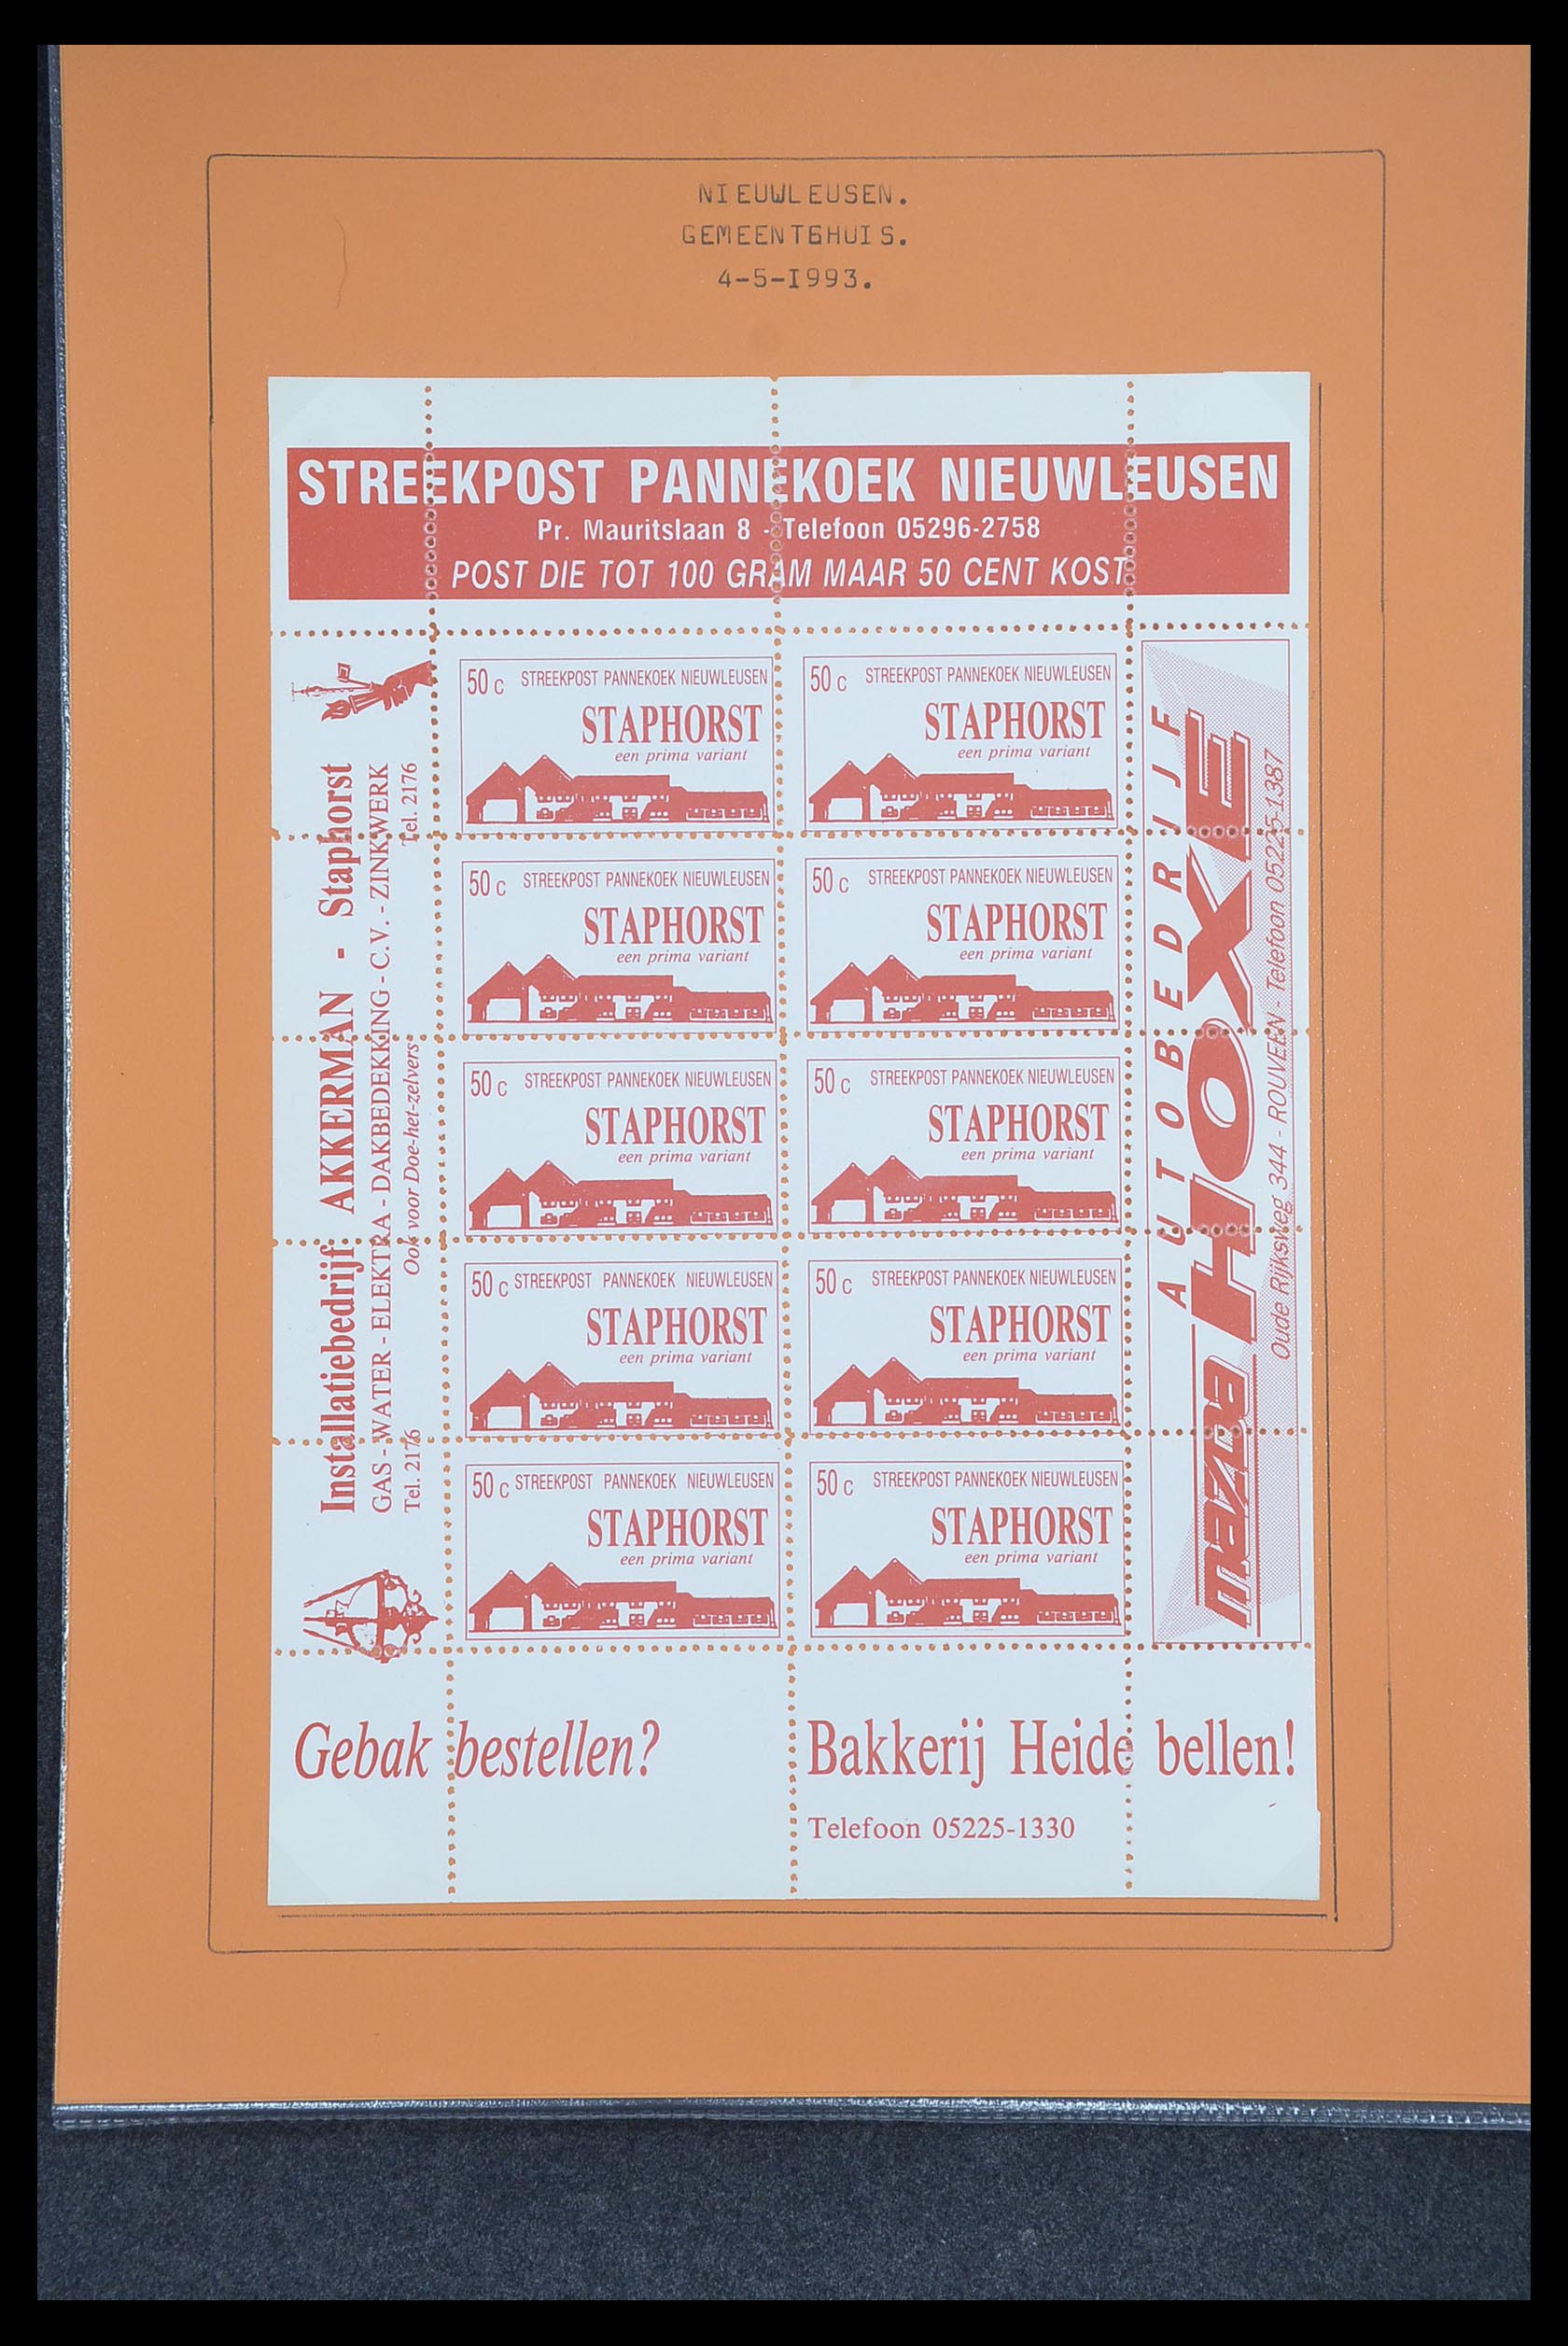 NIEUWLEUSEN.
GEMEENTGHUIS.
4-5-I993.
STREEKPOST PANNEKOEK NIEUWLEUSEN
Pr. Mauritslaan 8 - Telefoon 05296-2758
POST DIE TOT 100 GRAM MAAR 50 CENT KOST
Installatiebedrijf AKKERMAN - Staphorst
GAS - WATER - ELEKTRA - DAKBEDEKKING - C.V. - ZINKWERK
Tel. 2176 Ook voor Doe-het-zelvers Tel. 2176
50 c STREEKPOST PANNEKOEK NIEUWLEUSEN
STAPHORST
een prima variant
50 c STREEKPOST PANNEKOEK NIEUWLEUSEN
STAPHORST
een prima variant
50 c STREEKPOST PANNEKOEK NIEUWLEUSEN
STAPHORST
een prima variant
50 c STREEKPOST PANNEKOEK NIEUWLEUSEN
STAPHORST
een prima variant
50 c STREEKPOST PANNEKOEK NIEUWLEUSEN
STAPHORST
een prima variant
50 c STREEKPOST PANNEKOEK NIEUWLEUSEN
STAPHORST
een prima variant
50 c STREEKPOST PANNEKOEK NIEUWLEUSEN
STAPHORST
een prima variant
50 c STREEKPOST PANNEKOEK NIEUWLEUSEN
STAPHORST
een prima variant
50 c STREEKPOST PANNEKOEK NIEUWLEUSEN
STAPHORST
een prima variant
50 c STREEKPOST PANNEKOEK NIEUWLEUSEN
STAPHORST
een prima variant
AUTOBEDRIJF
mazda HOXE
Oude Rijksweg 344 - ROUVEEN - Telefoon 05225-1387
Gebak bestellen? Bakkerij Heide bellen!
Telefoon 05225-1330